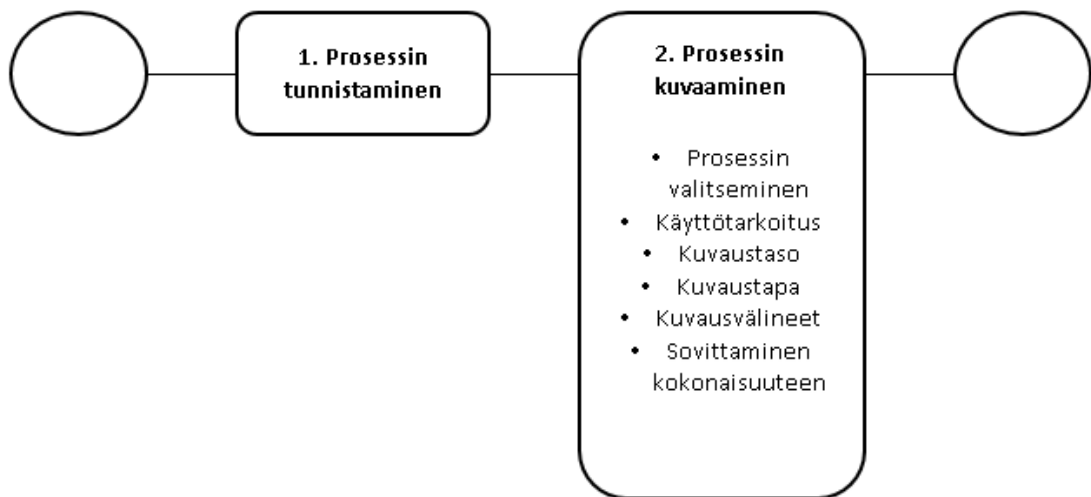 1. Prosessin
tunnistaminen
2. Prosessin
kuvaaminen
• Prosessin
valitseminen
• Käyttötarkoitus
• Kuvaustaso
• Kuvaustapa
• Kuvausvälineet
• Sovittaminen
kokonaisuuteen